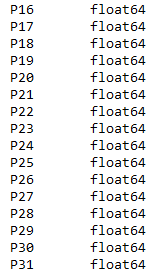 P16 float64
P17 float64
P18 float64
P19 float64
P20 float64
P21 float64
P22 float64
P23 float64
P24 float64
P25 float64
P26 float64
P27 float64
P28 float64
P29 float64
P30 float64
P31 float64